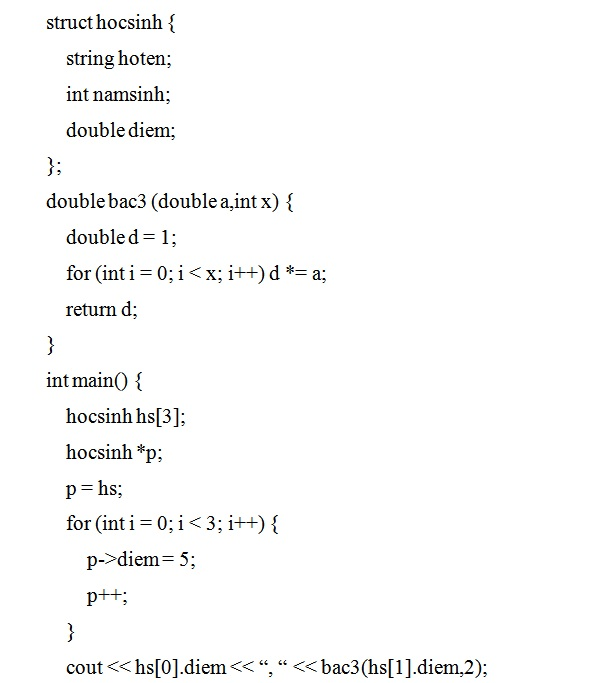 struct hocsinh {
string hoten;
int namsinh;
double diem;
};
double bac3 (double a,int x) {
double d = 1;
for (int i = 0; i < x; i++) d *= a;
return d;
}
int main() {
hocsinh hs[3];
hocsinh *p;
p = hs;
for (int i = 0; i < 3; i++) {
p->diem = 5;
p++;
}
cout << hs[0].diem << “, “ << bac3(hs[1].diem,2);